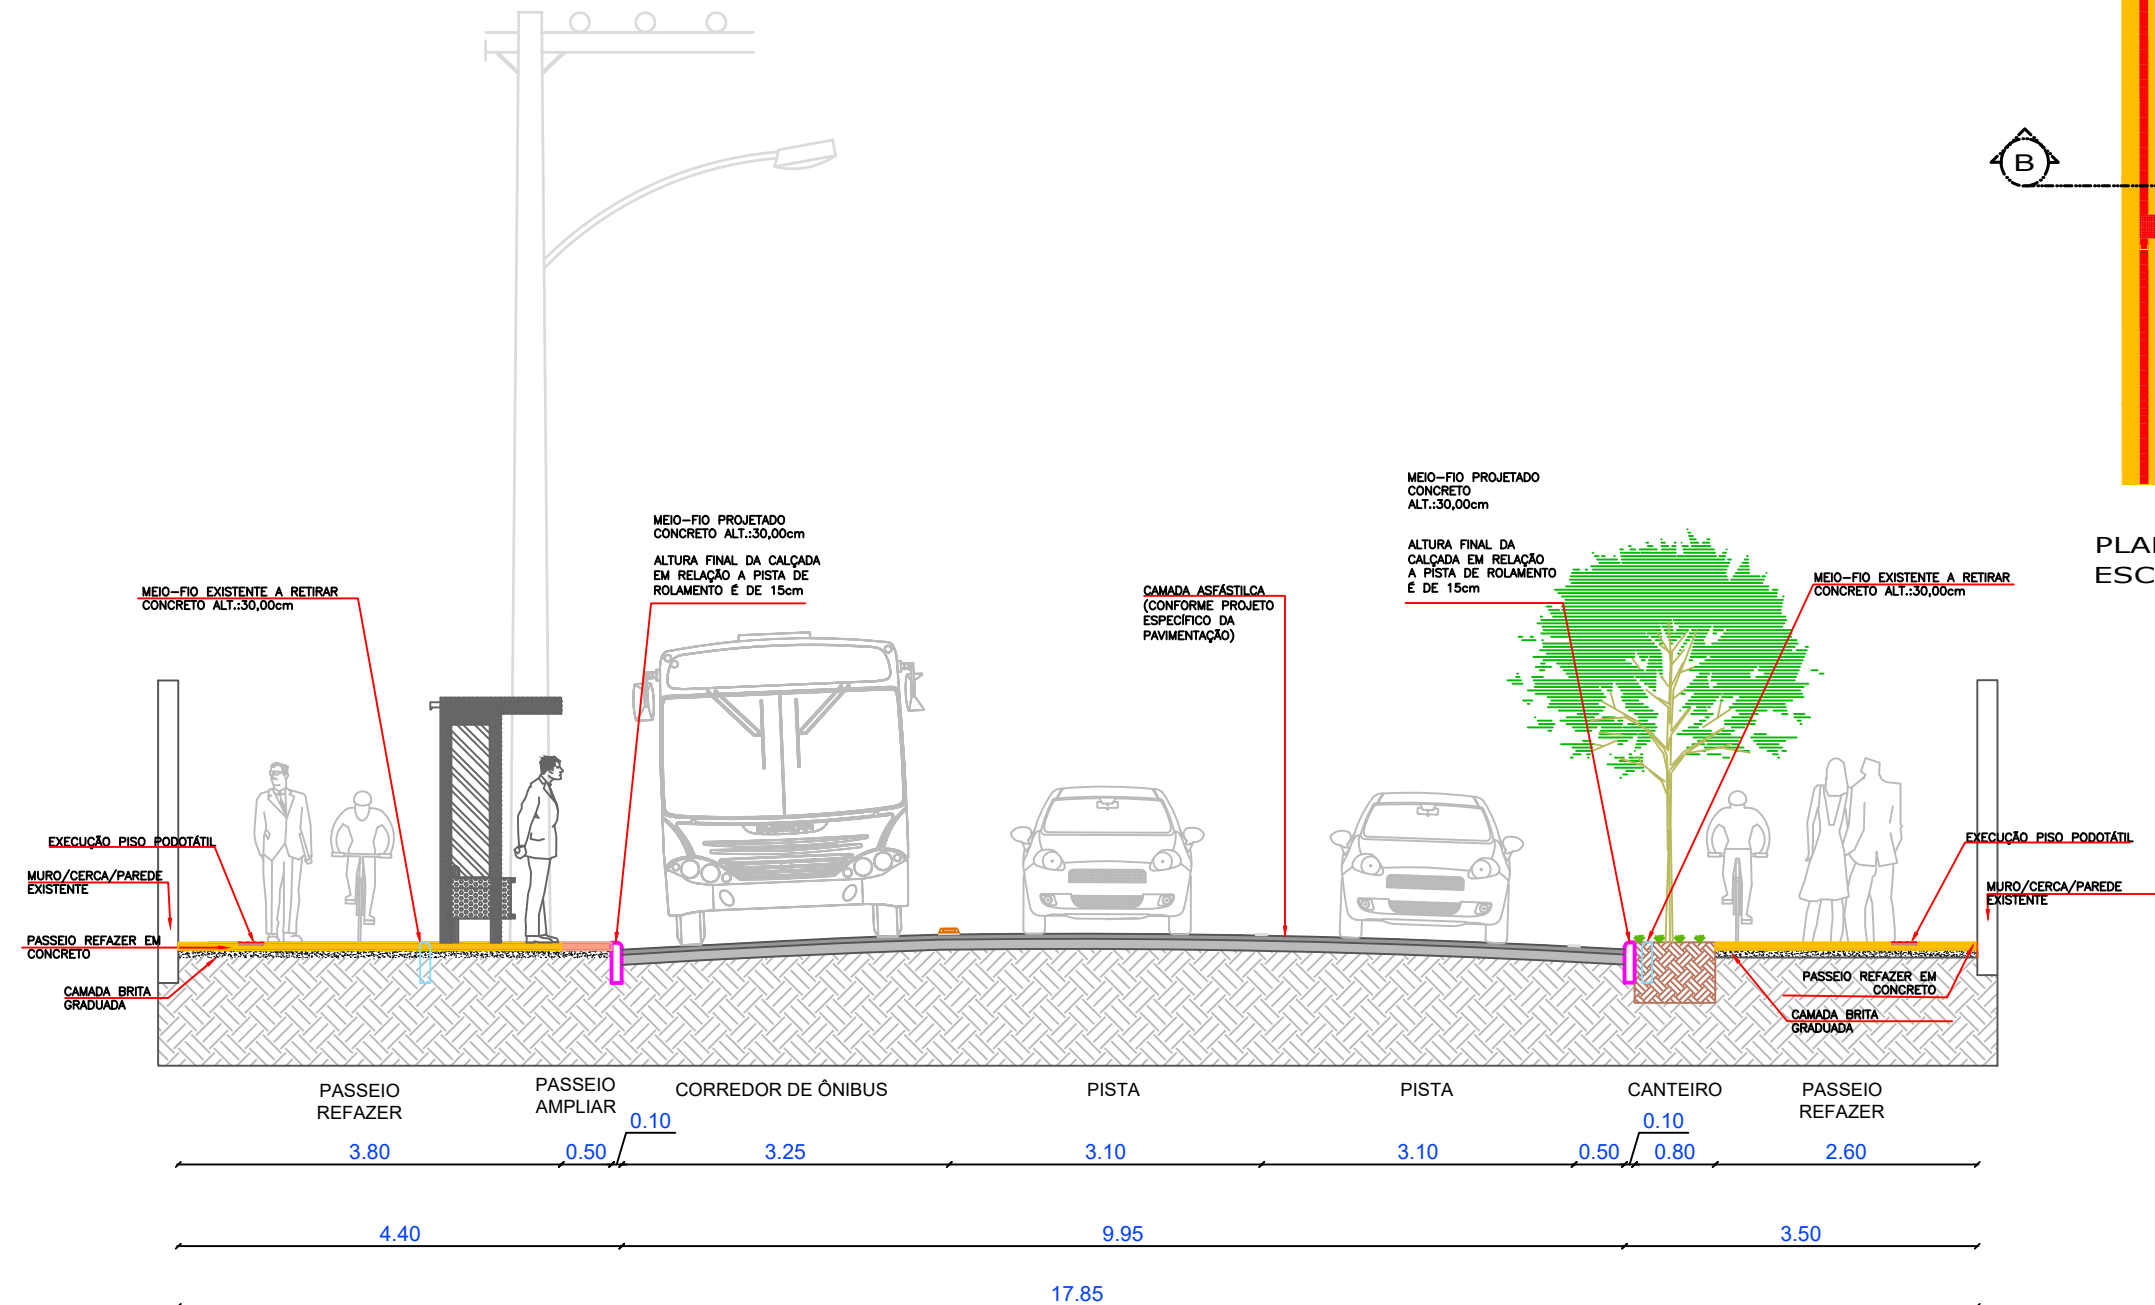 B
PLA
ESC
MEIO-FIO PROJETADO
CONCRETO
ALT.:30,00cm
ALTURA FINAL DA
CALÇADA EM RELAÇÃO
A PISTA DE ROLAMENTO
É DE 15cm
MEIO-FIO PROJETADO
CONCRETO ALT.:30,00cm
ALTURA FINAL DA CALÇADA
EM RELAÇÃO A PISTA DE
ROLAMENTO É DE 15cm
MEIO-FIO EXISTENTE A RETIRAR
CONCRETO ALT.:30,00cm
CAMADA ASFÁSTILCA
(CONFORME PROJETO
ESPECÍFICO DA
PAVIMENTAÇÃO)
MEIO-FIO EXISTENTE A RETIRAR
CONCRETO ALT.:30,00cm
EXECUÇÃO PISO PODOTÁTIL
MURO/CERCA/PAREDE
EXISTENTE
PASSEIO REFAZER EM
CONCRETO
CAMADA BRITA
GRADUADA
EXECUÇÃO PISO PODOTÁTIL
MURO/CERCA/PAREDE
EXISTENTE
PASSEIO REFAZER EM
CONCRETO
CAMADA BRITA
GRADUADA
PASSEIO
REFAZER
PASSEIO
AMPLIAR
CORREDOR DE ÔNIBUS
PISTA
PISTA
CANTEIRO
PASSEIO
REFAZER
0.10
0.10
3.80
0.50
3.25
3.10
3.10
0.50
0.80
2.60
4.40
9.95
3.50
17.85